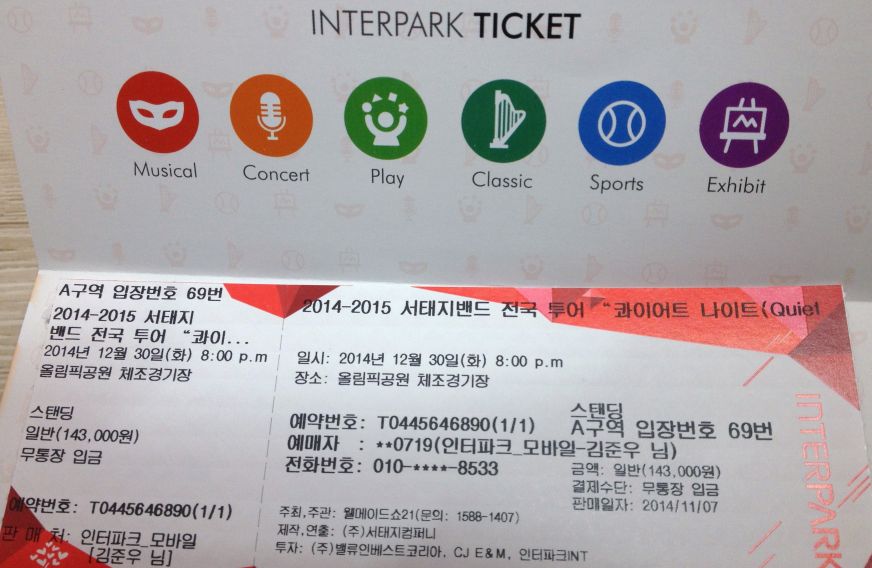 INTERPARK TICKET
Musical
Concert
Play
Classic
Sports
Exhibit
A구역 입장번호 69번
2014-2015 서태지
밴드 전국 투어 “콰이...
2014년 12월 30일(화) 8:00 p.m
올림픽공원 체조경기장
스탠딩
일반(143,000원)
무통장 입금
예약번호: T0445646890(1/1)
판 매 처: 인터파크_모바일
[김준우 님]
2014-2015 서태지밴드 전국 투어 “콰이어트 나이트(Quiet
일시: 2014년 12월 30일(화) 8:00 p.m
장소: 올림픽공원 체조경기장
예약번호: T0445646890(1/1)
예매자 : **0719(인터파크_모바일-김준우 님)
전화번호: 010-****-8533
스탠딩
A구역 입장번호 69번
금액: 일반(143,000원)
결제수단: 무통장 입금
판매일자: 2014/11/07
주최,주관: 웰메이드쇼21(문의: 1588-1407)
제작,연출: (주)서태지컴퍼니
투자: (주)밸류인베스트코리아, CJ E&M, 인터파크INT
INTERPARK